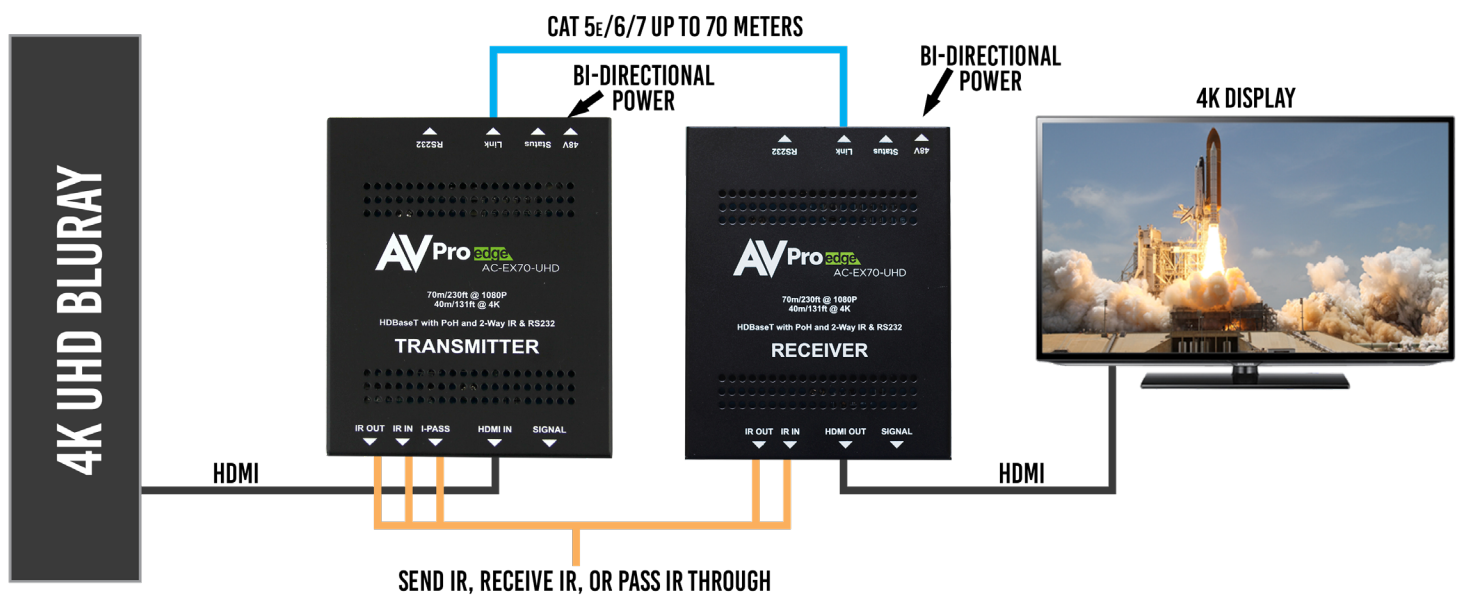 CAT 5E/6/7 UP TO 70 METERS
BI-DIRECTIONAL
POWER
BI-DIRECTIONAL
POWER
4K DISPLAY
4K UHD BLURAY
RS232
Link
Status
48V
AVPro edge
AC-EX70-UHD
70m/230ft @ 1080P
40m/131ft @ 4K
HDBaseT with PoH and 2-Way IR & RS232
TRANSMITTER
IR OUT IR IN I-PASS HDMI IN SIGNAL
RS232
Link
Status
48V
AVPro edge
AC-EX70-UHD
70m/230ft @ 1080P
40m/131ft @ 4K
HDBaseT with PoH and 2-Way IR & RS232
RECEIVER
IR OUT IR IN HDMI OUT SIGNAL
HDMI
HDMI
SEND IR, RECEIVE IR, OR PASS IR THROUGH